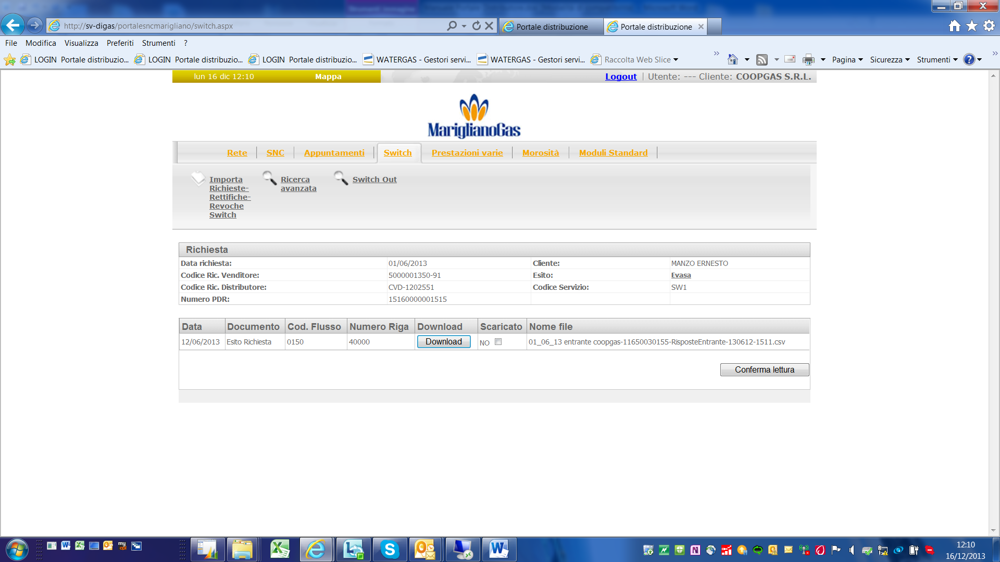 http://sv-digas/portalesncmarigliano/switch.aspx
Portale distribuzione
Portale distribuzione
File Modifica Visualizza Preferiti Strumenti ?
LOGIN Portale distribuzio... LOGIN Portale distribuzio... LOGIN Portale distribuzio... WATERGAS - Gestori servi... WATERGAS - Gestori servi... Raccolta Web Slice
Pagina Sicurezza Strumenti
lun 16 dic 12:10 Mappa Logout | Utente: --- Cliente: COOPGAS S.R.L.
MariglianoGas
Rete SNC Appuntamenti Switch Prestazioni varie Morosità Moduli Standard
Importa
Richieste-
Rettifiche-
Revoche
Switch
Ricerca
avanzata
Switch Out
Richiesta
Data richiesta: 01/06/2013 Cliente: MANZO ERNESTO
Codice Ric. Venditore: 5000001350-91 Esito: Evasa
Codice Ric. Distributore: CVD-1202551 Codice Servizio: SW1
Numero PDR: 15160000001515
Data Documento Cod. Flusso Numero Riga Download Scaricato Nome file
12/06/2013 Esito Richiesta 0150 40000 Download NO 01_06_13 entrante coopgas-11650030155-RisposteEntrante-130612-1511.csv
Conferma lettura
12:10
16/12/2013